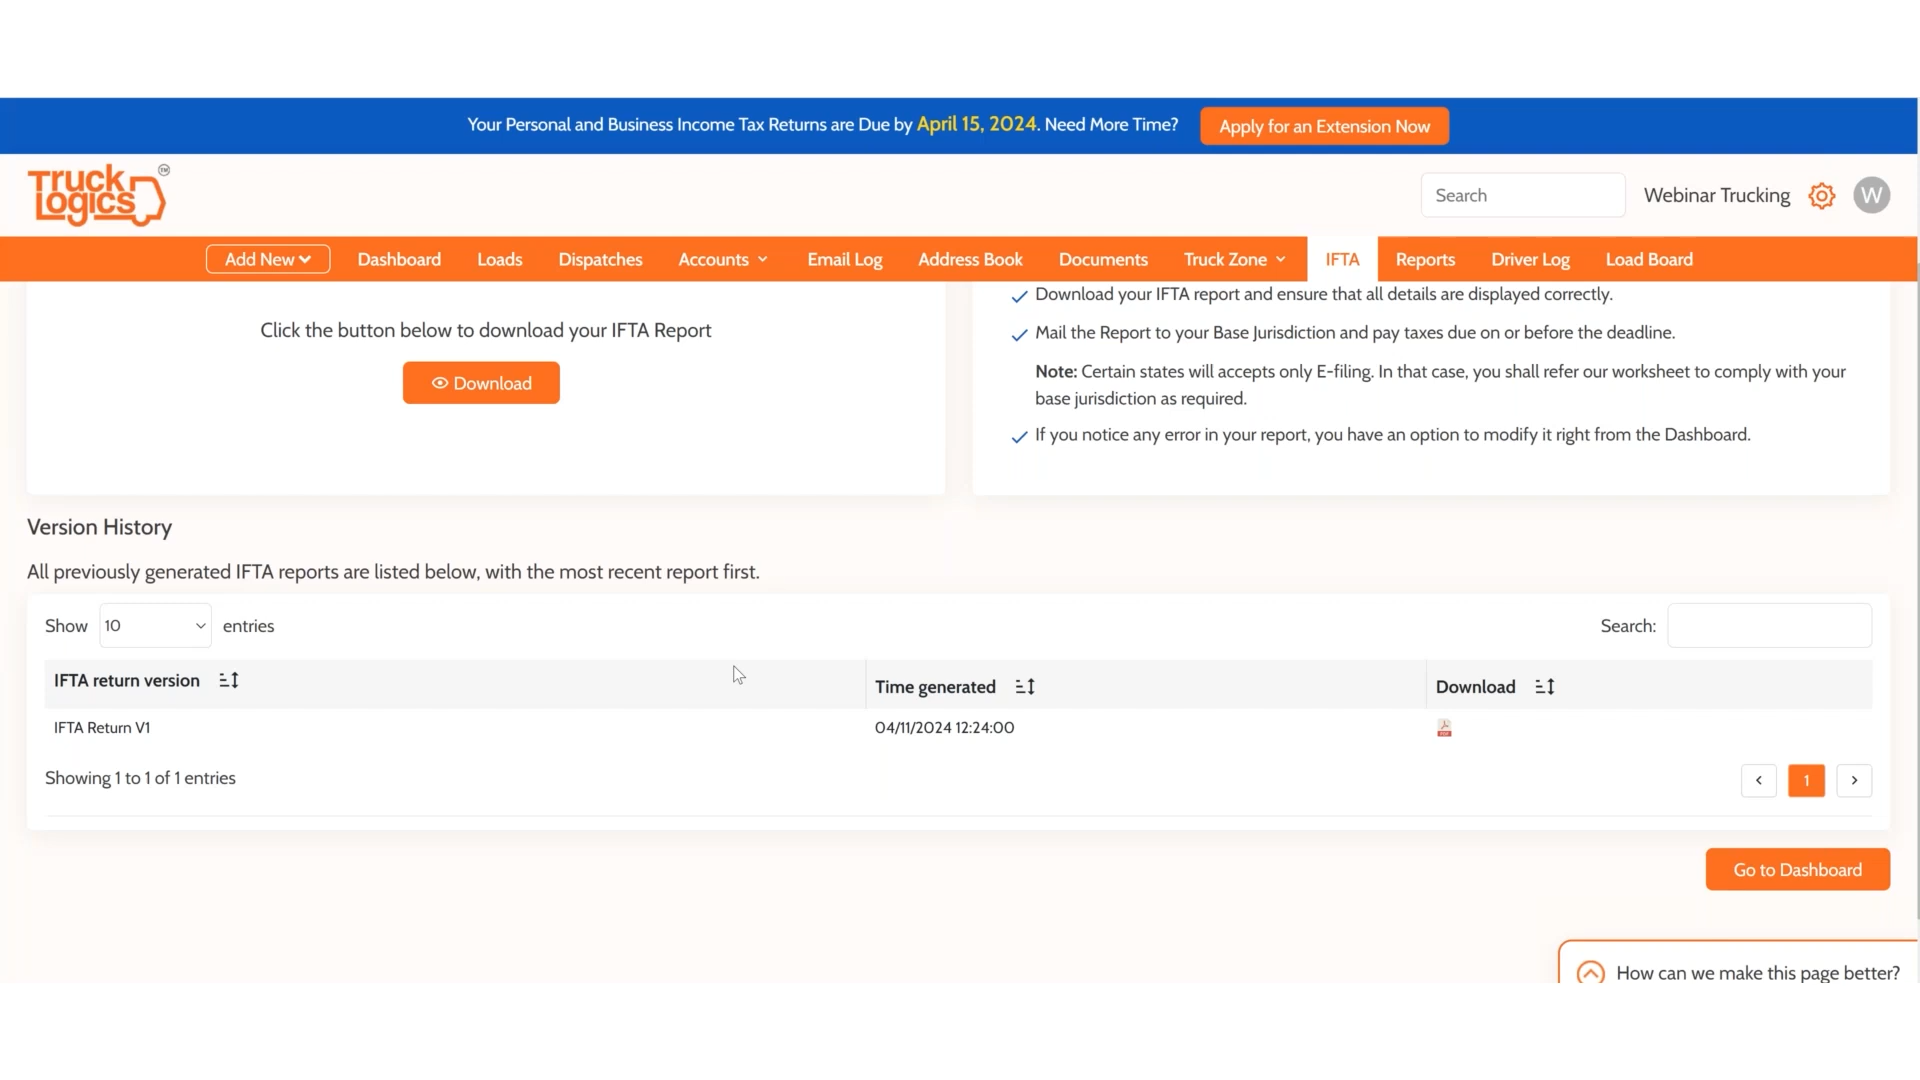 Your Personal and Business Income Tax Returns are Due by April 15, 2024. Need More Time?
Apply for an Extension Now
Truck Logics TM
Search
Webinar Trucking
W
Add New
Dashboard
Loads
Dispatches
Accounts
Email Log
Address Book
Documents
Truck Zone
IFTA
Reports
Driver Log
Load Board
Click the button below to download your IFTA Report
Download
Download your IFTA report and ensure that all details are displayed correctly.
Mail the Report to your Base Jurisdiction and pay taxes due on or before the deadline.
Note: Certain states will accepts only E-filing. In that case, you shall refer our worksheet to comply with your
base jurisdiction as required.
If you notice any error in your report, you have an option to modify it right from the Dashboard.
Version History
All previously generated IFTA reports are listed below, with the most recent report first.
Show 10 entries
Search:
IFTA return version
Time generated
Download
IFTA Return V1
04/11/2024 12:24:00
PDF
Showing 1 to 1 of 1 entries
1
Go to Dashboard
How can we make this page better?